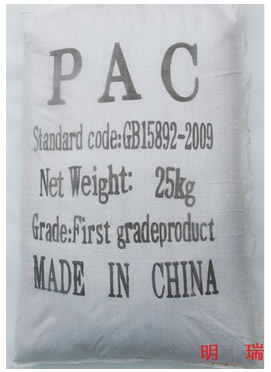 PAC
Standard code:GB15892-2009
Net Weight: 25kg
Grade:First gradeproduct
MADE IN CHINA
明 瑞